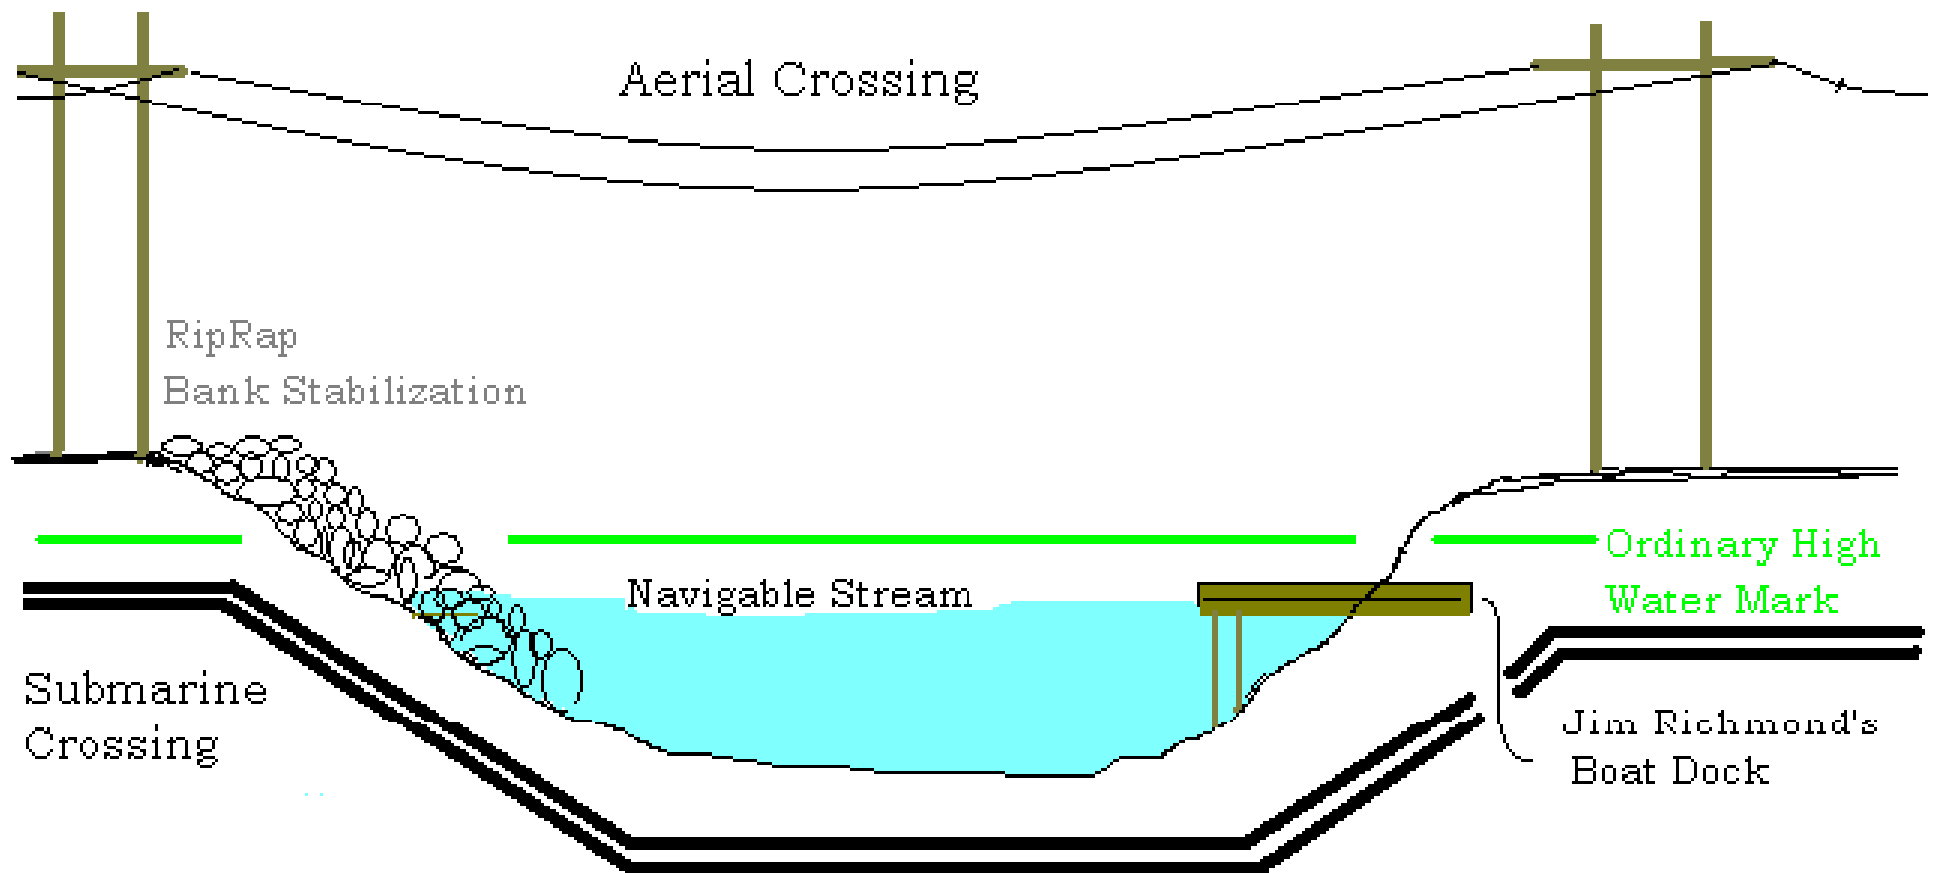 Aerial Crossing
RipRap
Bank Stabilization
Ordinary High
Water Mark
Navigable Stream
Submarine
Crossing
Jim Richmond's
Boat Dock